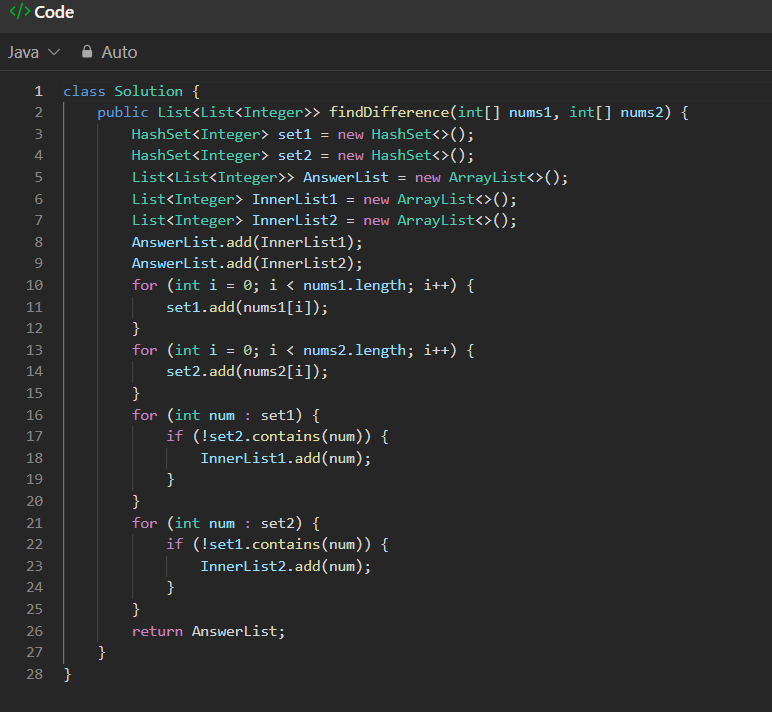 </> Code
Java Auto
1 class Solution {
2 public List<List<Integer>> findDifference(int[] nums1, int[] nums2) {
3 HashSet<Integer> set1 = new HashSet<>();
4 HashSet<Integer> set2 = new HashSet<>();
5 List<List<Integer>> AnswerList = new ArrayList<>();
6 List<Integer> InnerList1 = new ArrayList<>();
7 List<Integer> InnerList2 = new ArrayList<>();
8 AnswerList.add(InnerList1);
9 AnswerList.add(InnerList2);
10 for (int i = 0; i < nums1.length; i++) {
11 set1.add(nums1[i]);
12 }
13 for (int i = 0; i < nums2.length; i++) {
14 set2.add(nums2[i]);
15 }
16 for (int num : set1) {
17 if (!set2.contains(num)) {
18 InnerList1.add(num);
19 }
20 }
21 for (int num : set2) {
22 if (!set1.contains(num)) {
23 InnerList2.add(num);
24 }
25 }
26 return AnswerList;
27 }
28 }